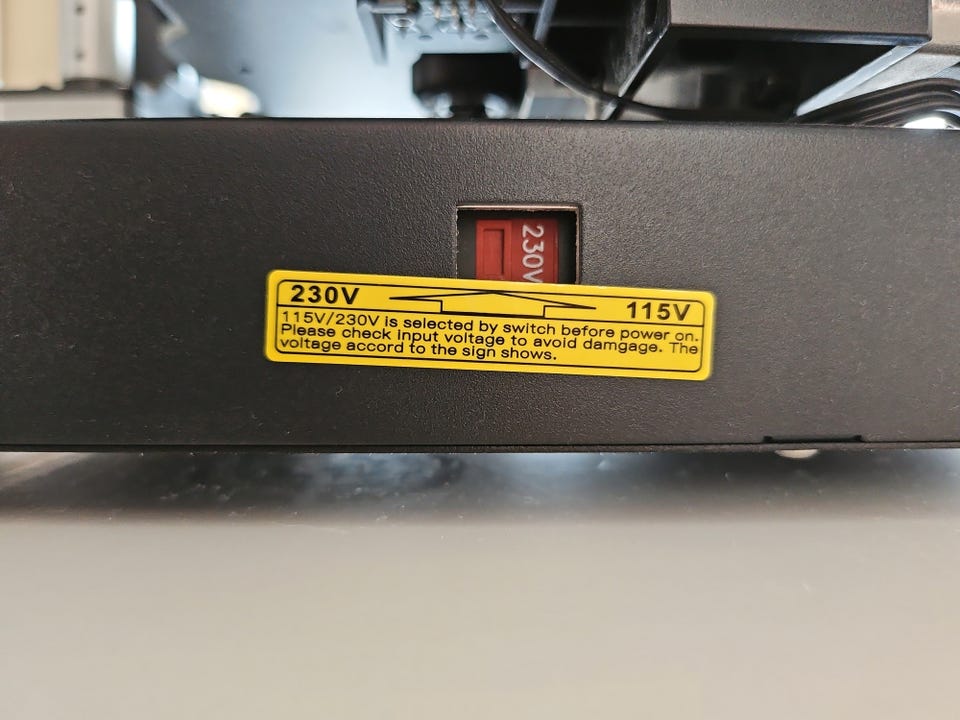 230V
230V 115V
115V/230V is selected by switch before power on.
Please check input voltage to avoid damgage. The
voltage accord to the sign shows.